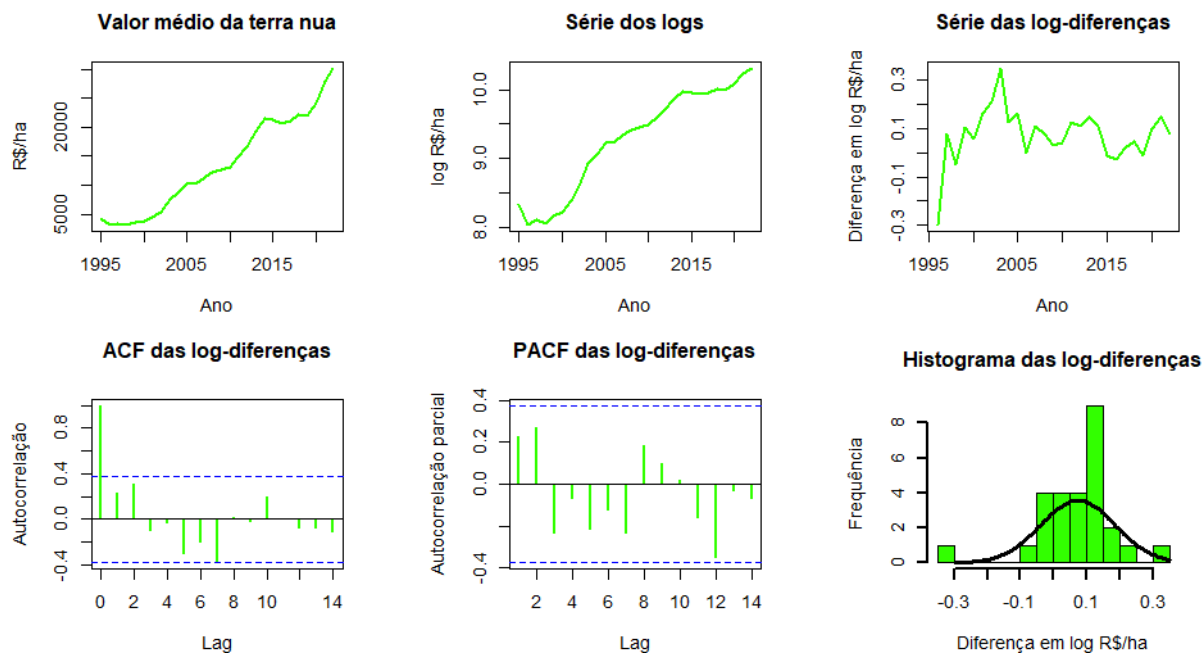 Valor médio da terra nua
R$/ha
5000 20000
1995 2005 2015
Ano
Série dos logs
log R$/ha
8.0 9.0 10.0
1995 2005 2015
Ano
Série das log-diferenças
Diferença em log R$/ha
-0.3 -0.1 0.1 0.3
1995 2005 2015
Ano
ACF das log-diferenças
Autocorrelação
-0.4 0.0 0.4 0.8
0 2 4 6 8 10 14
Lag
PACF das log-diferenças
Autocorrelação parcial
-0.4 0.0 0.2 0.4
2 4 6 8 10 12 14
Lag
Histograma das log-diferenças
Frequência
0 2 4 6 8
-0.3 -0.1 0.1 0.3
Diferença em log R$/ha